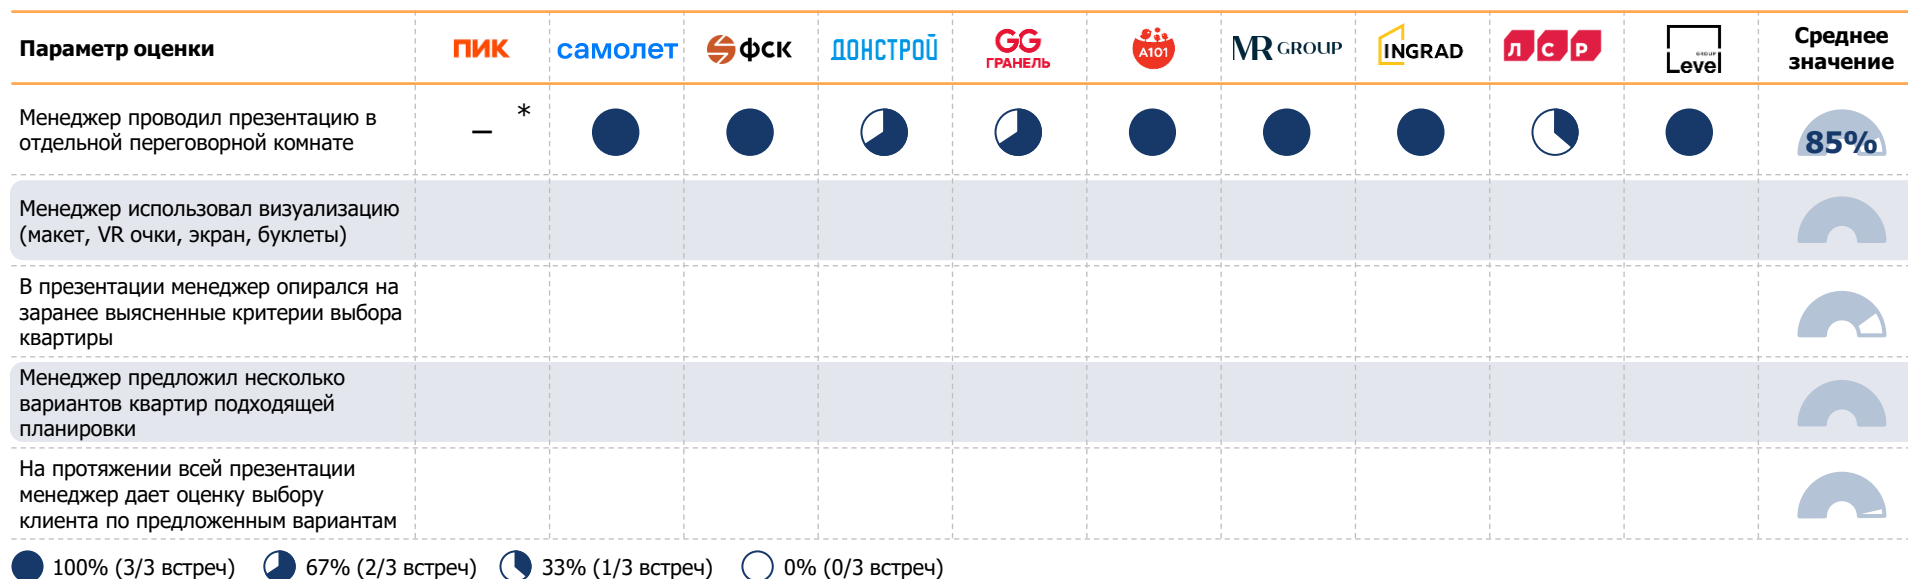 Параметр оценки
ПИК
самолет
фск
ДОНСТРОЙ
GG
ГРАНЕЛЬ
А101
MR GROUP
INGRAD
ЛСР
GROUP
Level
Среднее
значение
Менеджер проводил презентацию в
отдельной переговорной комнате
– *
85%
Менеджер использовал визуализацию
(макет, VR очки, экран, буклеты)
В презентации менеджер опирался на
заранее выясненные критерии выбора
квартиры
Менеджер предложил несколько
вариантов квартир подходящей
планировки
На протяжении всей презентации
менеджер дает оценку выбору
клиента по предложенным вариантам
100% (3/3 встреч) 67% (2/3 встреч) 33% (1/3 встреч) 0% (0/3 встреч)